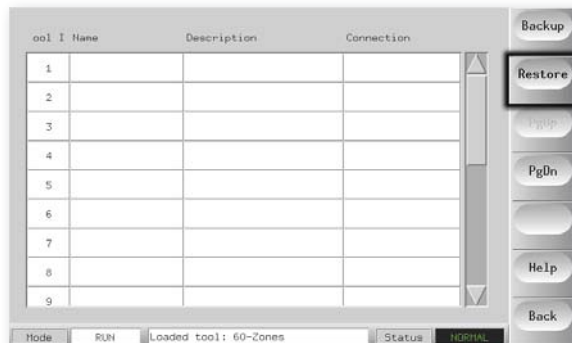 ool I Name Description Connection
1
2
3
4
5
6
7
8
9
Backup
Restore
PgUp
PgDn
Help
Back
Mode RUN Loaded tool: 60-Zones Status NORMAL